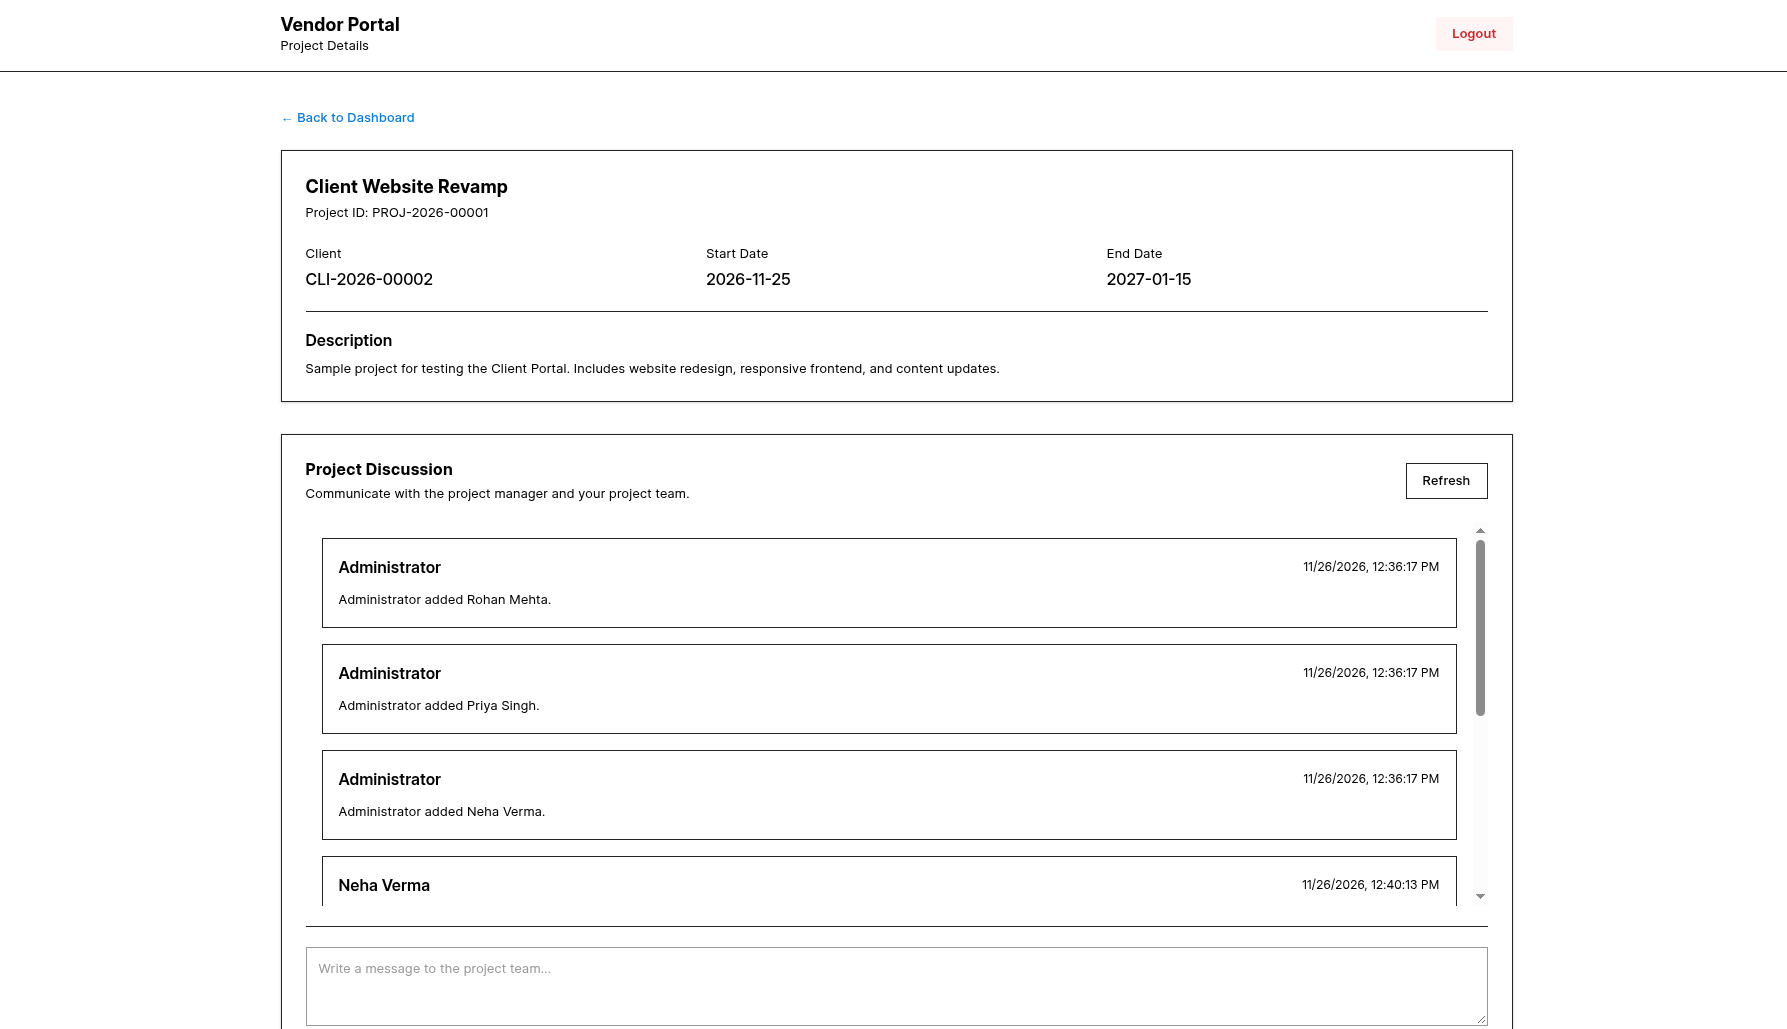 Vendor Portal
Project Details
Logout
← Back to Dashboard
Client Website Revamp
Project ID: PROJ-2026-00001
Client
CLI-2026-00002
Start Date
2026-11-25
End Date
2027-01-15
Description
Sample project for testing the Client Portal. Includes website redesign, responsive frontend, and content updates.
Project Discussion
Communicate with the project manager and your project team.
Refresh
Administrator
11/26/2026, 12:36:17 PM
Administrator added Rohan Mehta.
Administrator
11/26/2026, 12:36:17 PM
Administrator added Priya Singh.
Administrator
11/26/2026, 12:36:17 PM
Administrator added Neha Verma.
Neha Verma
11/26/2026, 12:40:13 PM
Write a message to the project team...